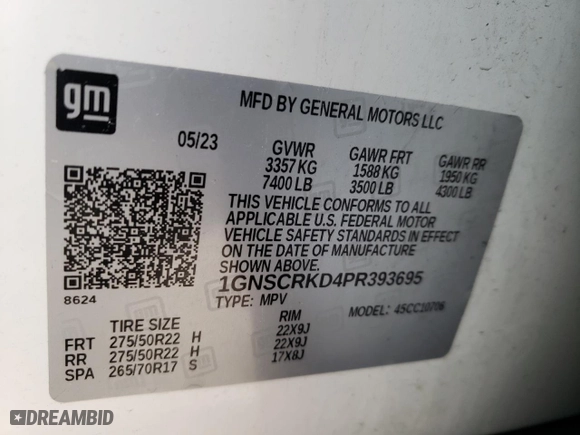 gm
MFD BY GENERAL MOTORS LLC
05/23
GVWR GAWR FRT GAWR RR
3357 KG 1588 KG 1950 KG
7400 LB 3500 LB 4300 LB
THIS VEHICLE CONFORMS TO ALL
APPLICABLE U.S. FEDERAL MOTOR
VEHICLE SAFETY STANDARDS IN EFFECT
ON THE DATE OF MANUFACTURE
1GNSCRKD4PR393695
8624
TYPE: MPV MODEL: 45CC10706
TIRE SIZE RIM
FRT 275/50R22 H 22X9J
RR 275/50R22 H 22X9J
SPA 265/70R17 S 17X8J
DREAMBID